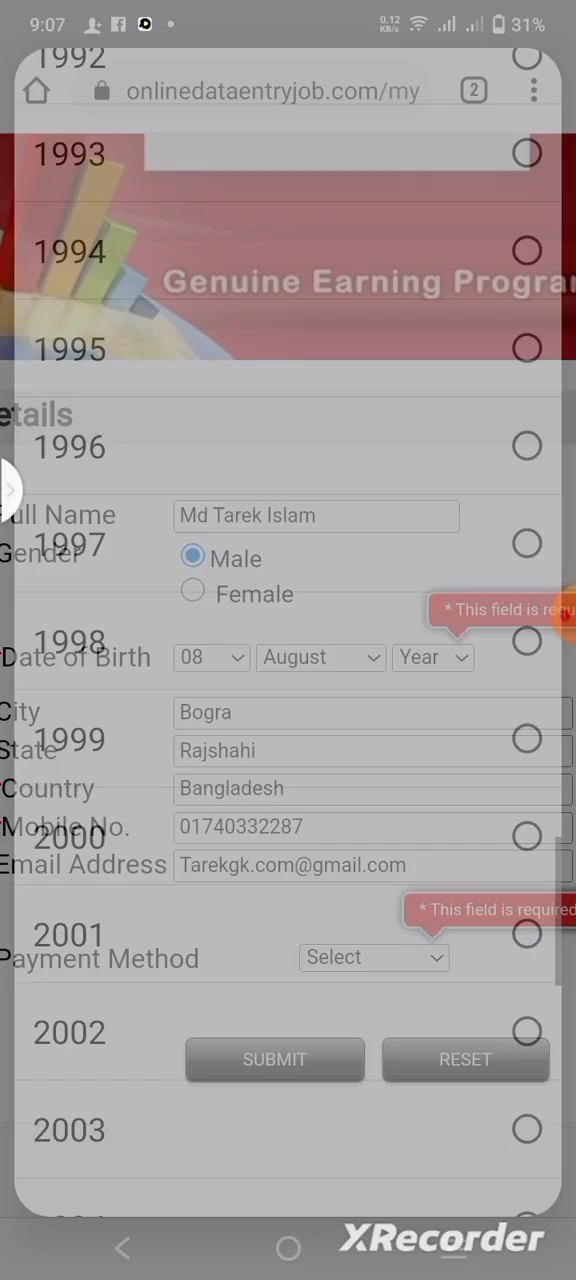 9:07
0.12 KB/s
31%
1992
onlinedataentryjob.com/my
2
1993
1994
Genuine Earning Progra
1995
etails
1996
ull Name
Md Tarek Islam
1997
Gender
Male
Female
* This field is requ
1998
Date of Birth
08
August
Year
City
Bogra
1999
State
Rajshahi
Country
Bangladesh
2000
*Mobile No.
01740332287
Email Address
Tarekgk.com@gmail.com
* This field is required
2001
Payment Method
Select
2002
SUBMIT
RESET
2003
XRecorder